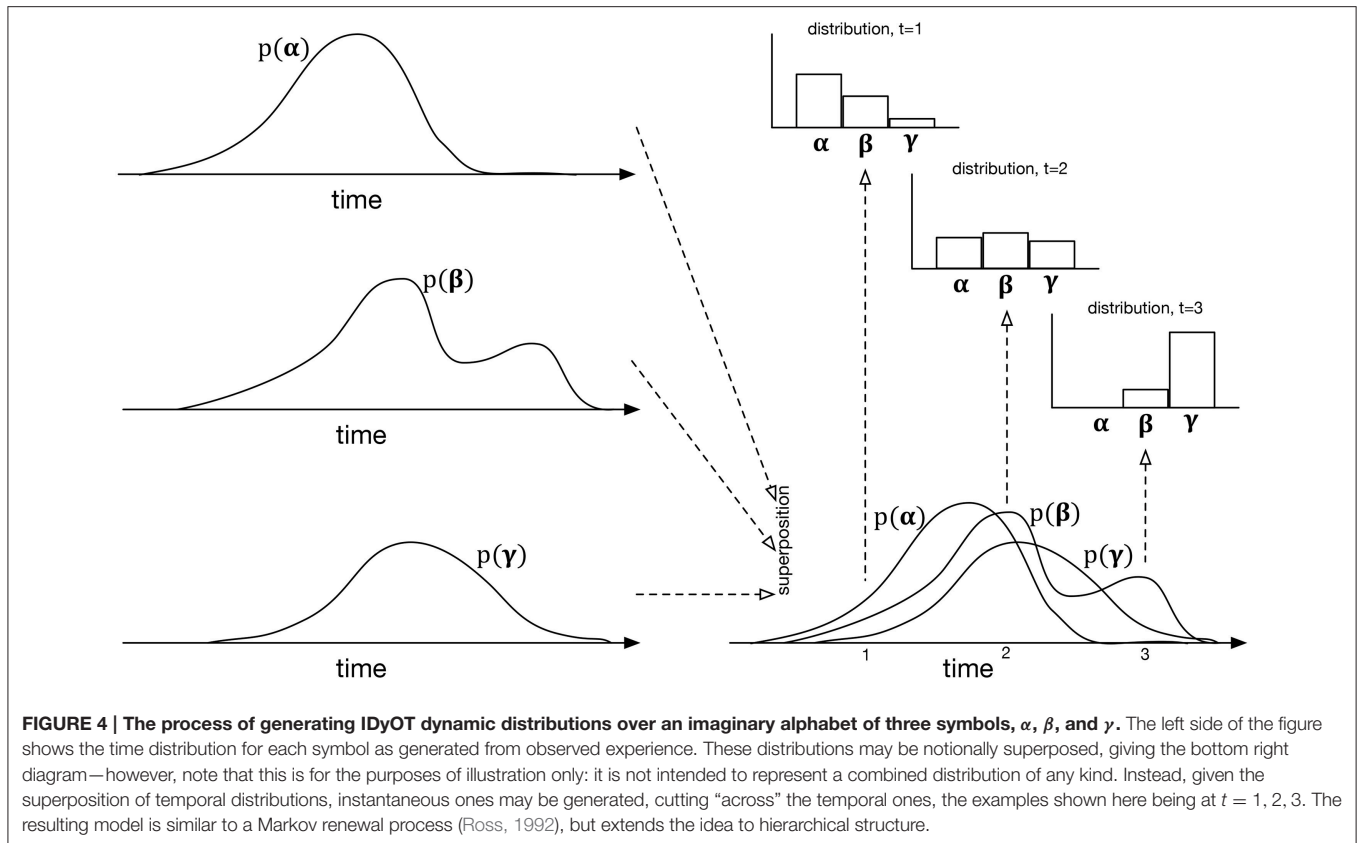 p(α)
time
p(β)
time
p(γ)
time
superposition
distribution, t=1
α β γ
distribution, t=2
α β γ
distribution, t=3
α β γ
p(α)
p(β)
p(γ)
1 2 3
time
FIGURE 4 | The process of generating IDyOT dynamic distributions over an imaginary alphabet of three symbols, α, β, and γ. The left side of the figure
shows the time distribution for each symbol as generated from observed experience. These distributions may be notionally superposed, giving the bottom right
diagram—however, note that this is for the purposes of illustration only: it is not intended to represent a combined distribution of any kind. Instead, given the
superposition of temporal distributions, instantaneous ones may be generated, cutting “across” the temporal ones, the examples shown here being at t = 1, 2, 3. The
resulting model is similar to a Markov renewal process (Ross, 1992), but extends the idea to hierarchical structure.